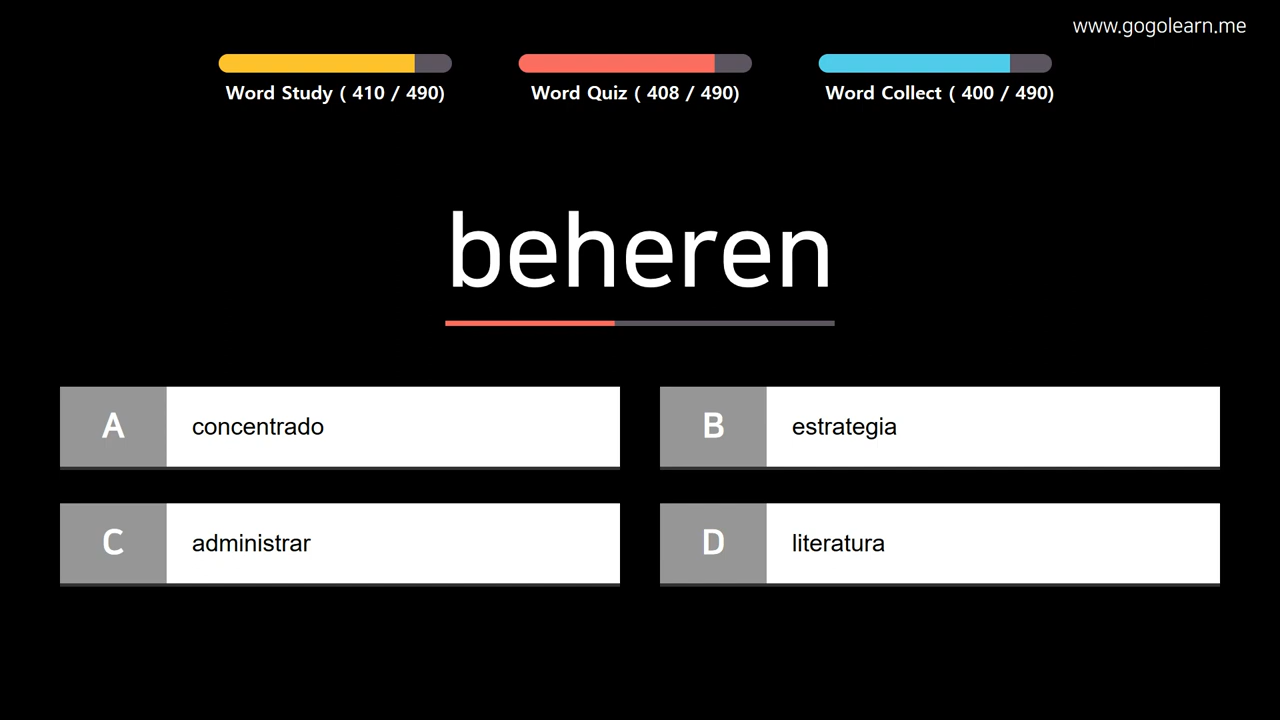 www.gogolearn.me
Word Study ( 410 / 490)
Word Quiz ( 408 / 490)
Word Collect ( 400 / 490)
beheren
A concentrado
B estrategia
C administrar
D literatura